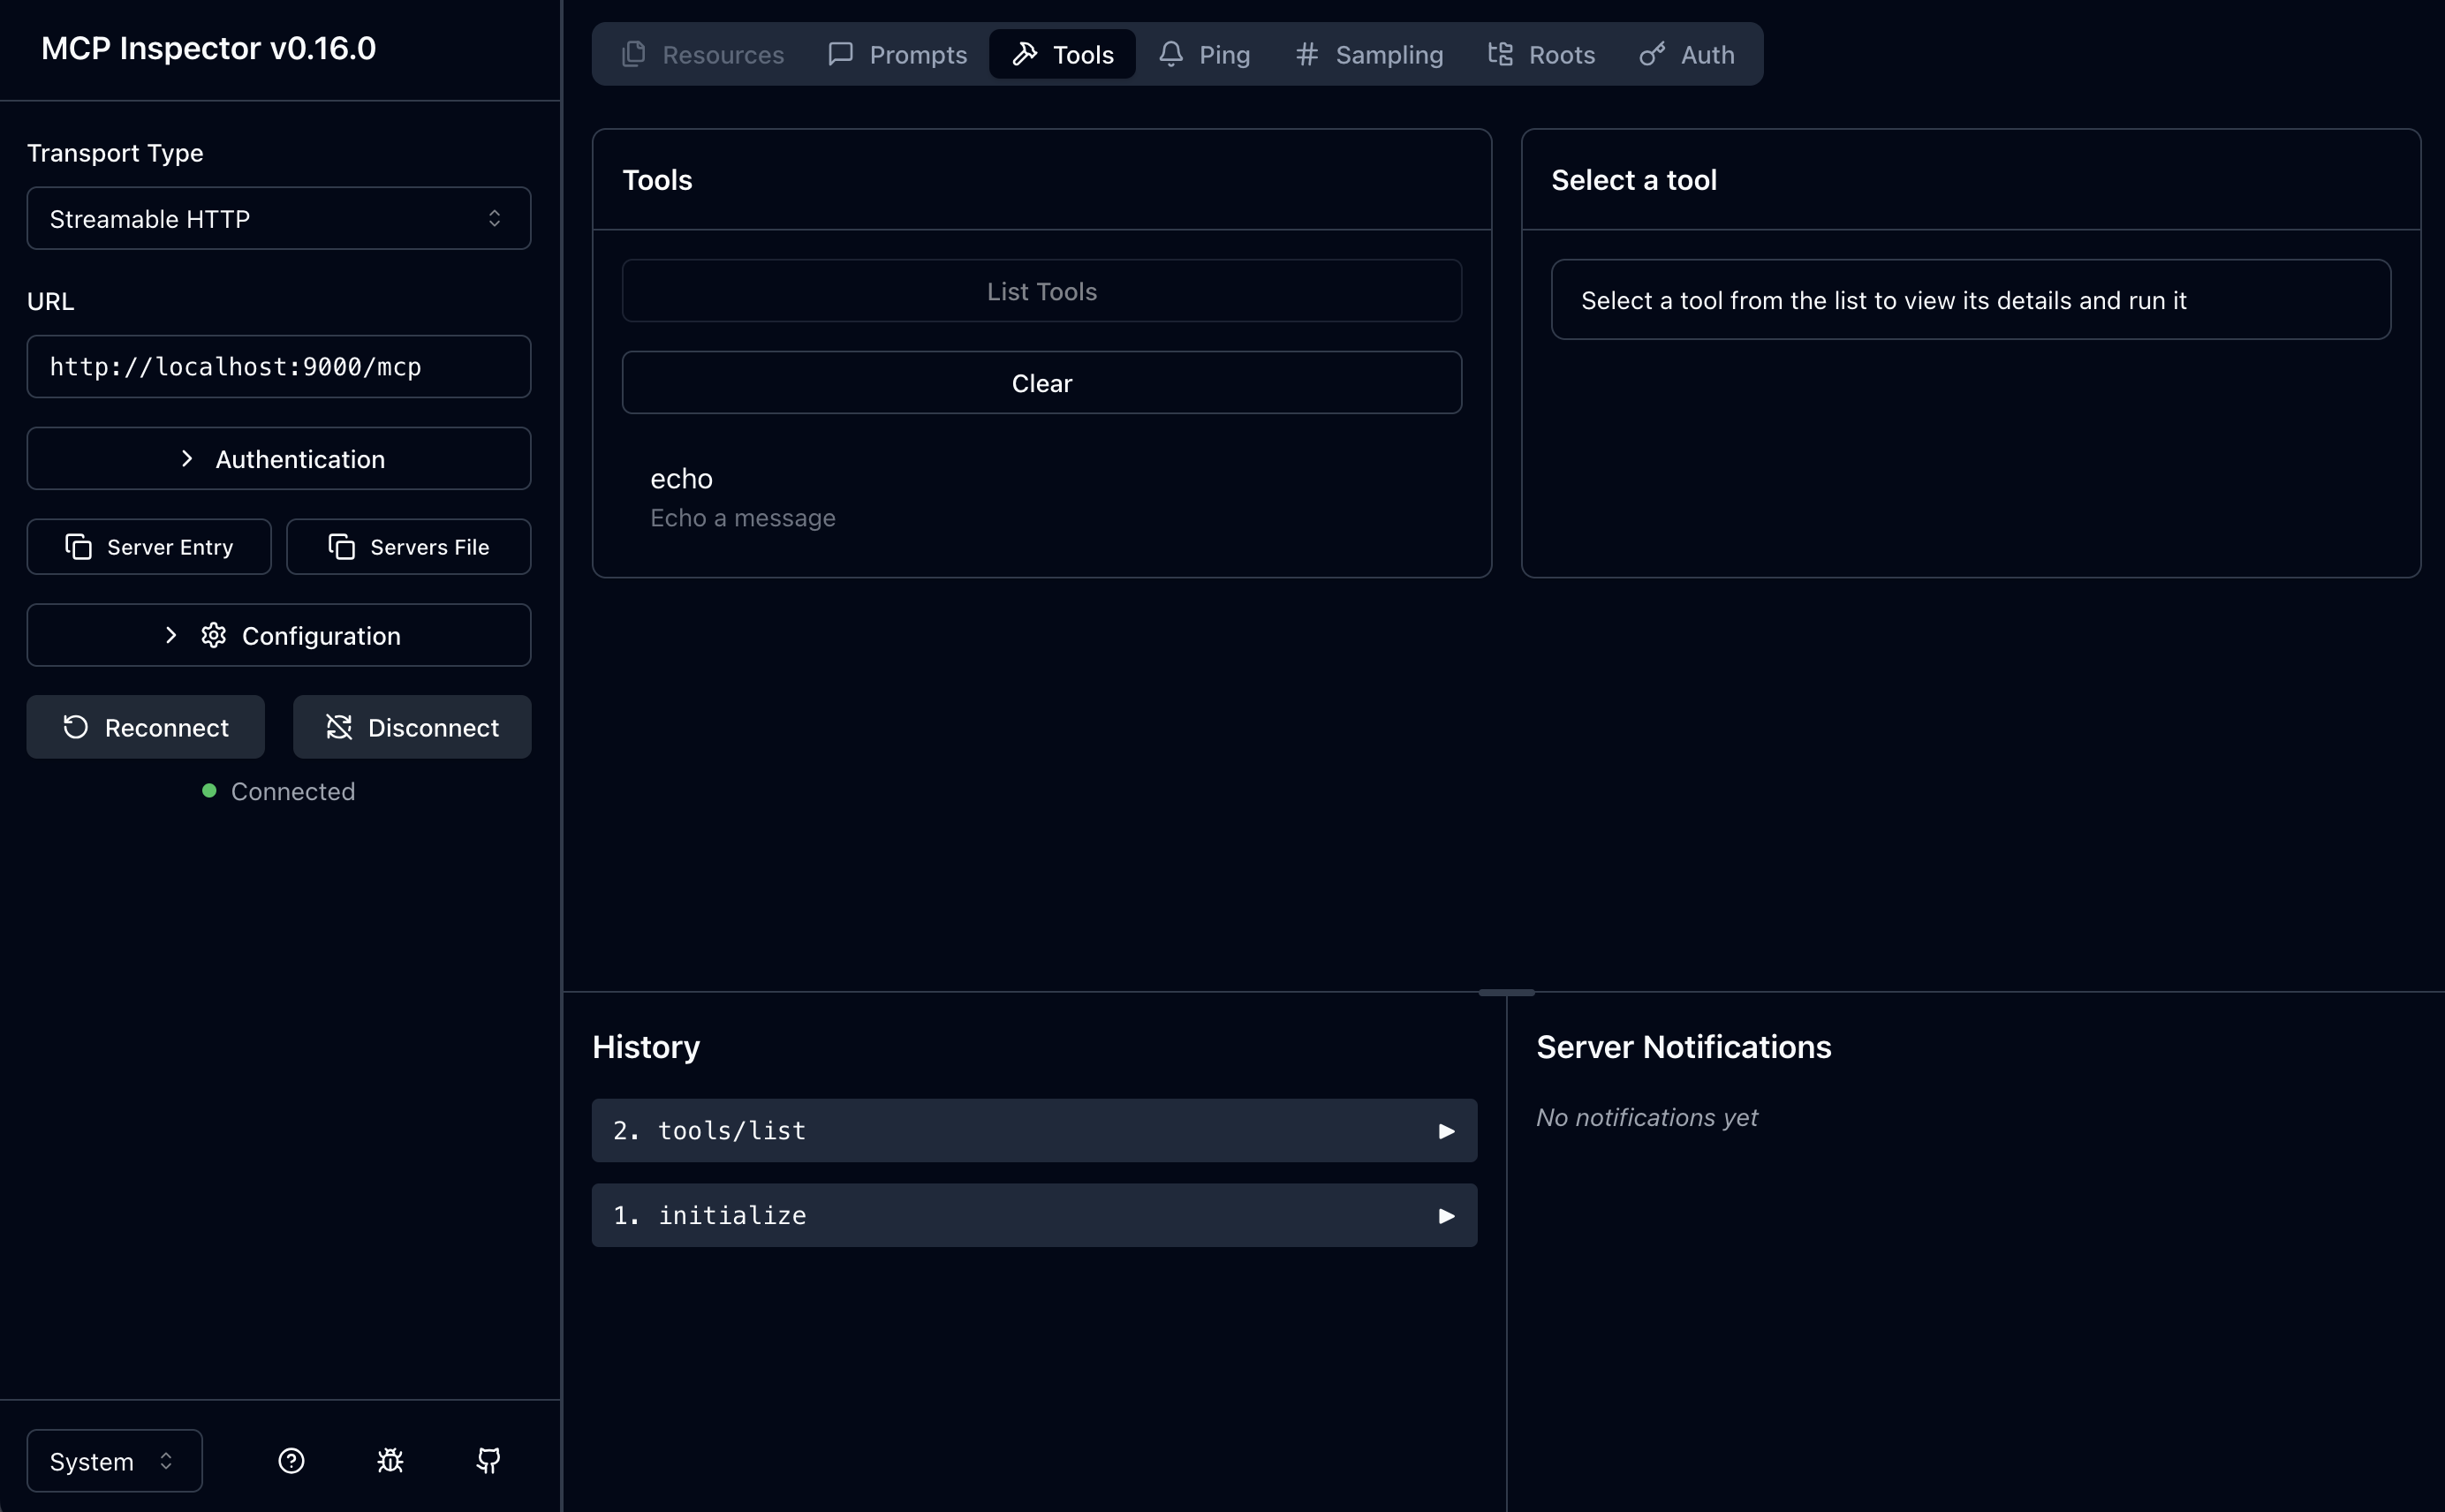 MCP Inspector v0.16.0
Transport Type
Streamable HTTP
URL
http://localhost:9000/mcp
Authentication
Server Entry
Servers File
Configuration
Reconnect
Disconnect
Connected
System
Resources
Prompts
Tools
Ping
Sampling
Roots
Auth
Tools
List Tools
Clear
echo
Echo a message
Select a tool
Select a tool from the list to view its details and run it
History
2. tools/list
1. initialize
Server Notifications
No notifications yet